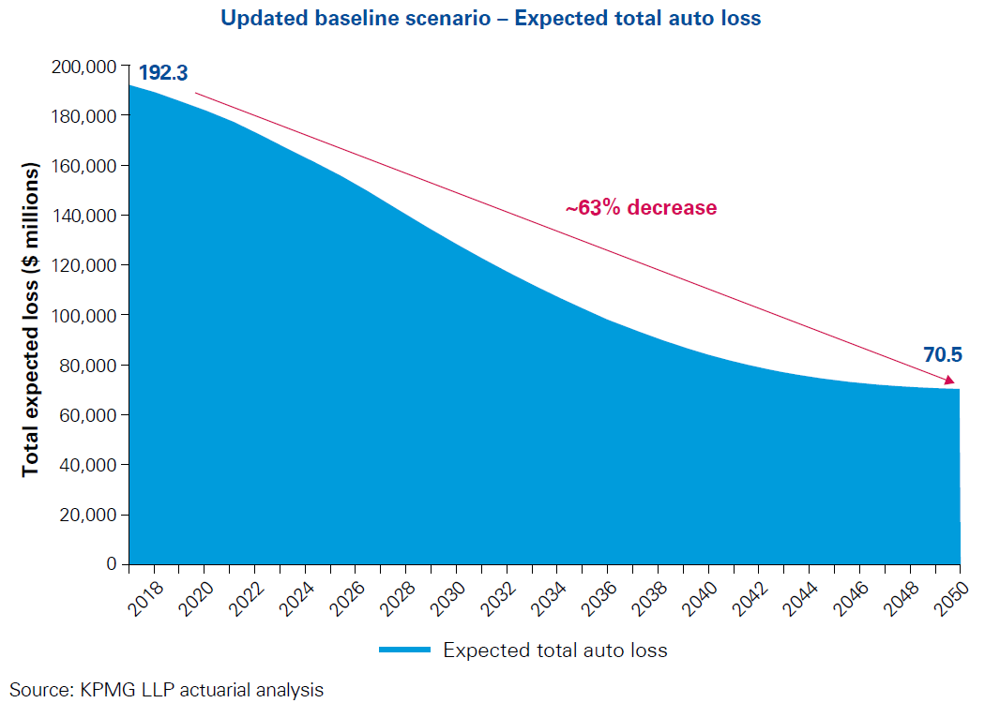 Updated baseline scenario – Expected total auto loss
Total expected loss ($ millions)
200,000
180,000
160,000
140,000
120,000
100,000
80,000
60,000
40,000
20,000
0
192.3
~63% decrease
70.5
2018 2020 2022 2024 2026 2028 2030 2032 2034 2036 2038 2040 2042 2044 2046 2048 2050
Expected total auto loss
Source: KPMG LLP actuarial analysis